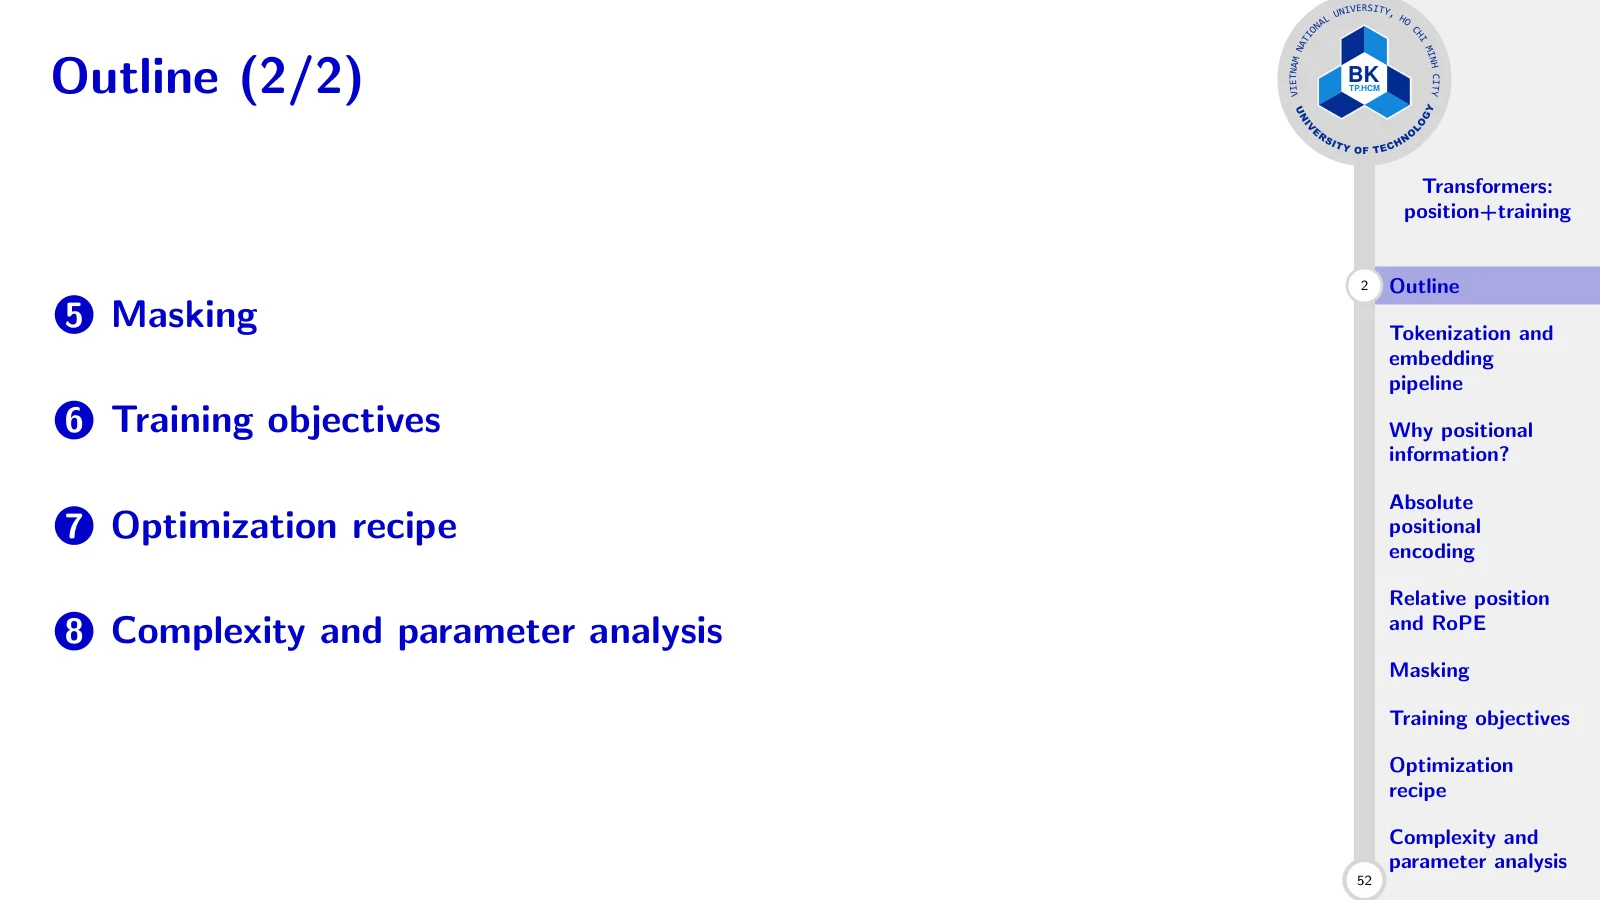 Outline (2/2)
5 Masking
6 Training objectives
7 Optimization recipe
8 Complexity and parameter analysis
VIETNAM NATIONAL UNIVERSITY, HO CHI MINH CITY
BK
TP.HCM
UNIVERSITY OF TECHNOLOGY
Transformers:
position+training
2 Outline
Tokenization and
embedding
pipeline
Why positional
information?
Absolute
positional
encoding
Relative position
and RoPE
Masking
Training objectives
Optimization
recipe
Complexity and
parameter analysis
52